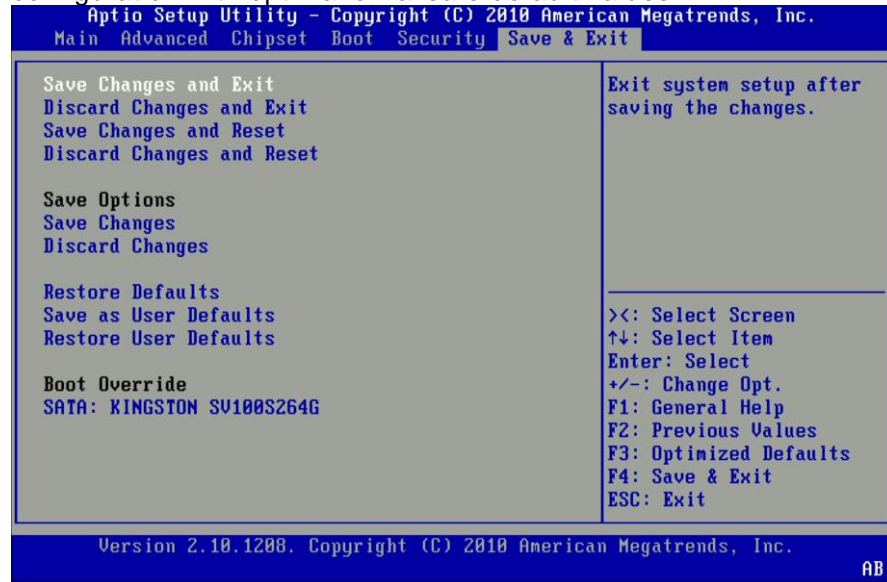 Aptio Setup Utility – Copyright (C) 2010 American Megatrends, Inc.
Main Advanced Chipset Boot Security Save & Exit
Save Changes and Exit
Discard Changes and Exit
Save Changes and Reset
Discard Changes and Reset
Save Options
Save Changes
Discard Changes
Restore Defaults
Save as User Defaults
Restore User Defaults
Boot Override
SATA: KINGSTON SV100S264G
Exit system setup after
saving the changes.
><: Select Screen
↑↓: Select Item
Enter: Select
+/-: Change Opt.
F1: General Help
F2: Previous Values
F3: Optimized Defaults
F4: Save & Exit
ESC: Exit
Version 2.10.1208. Copyright (C) 2010 American Megatrends, Inc.
AB